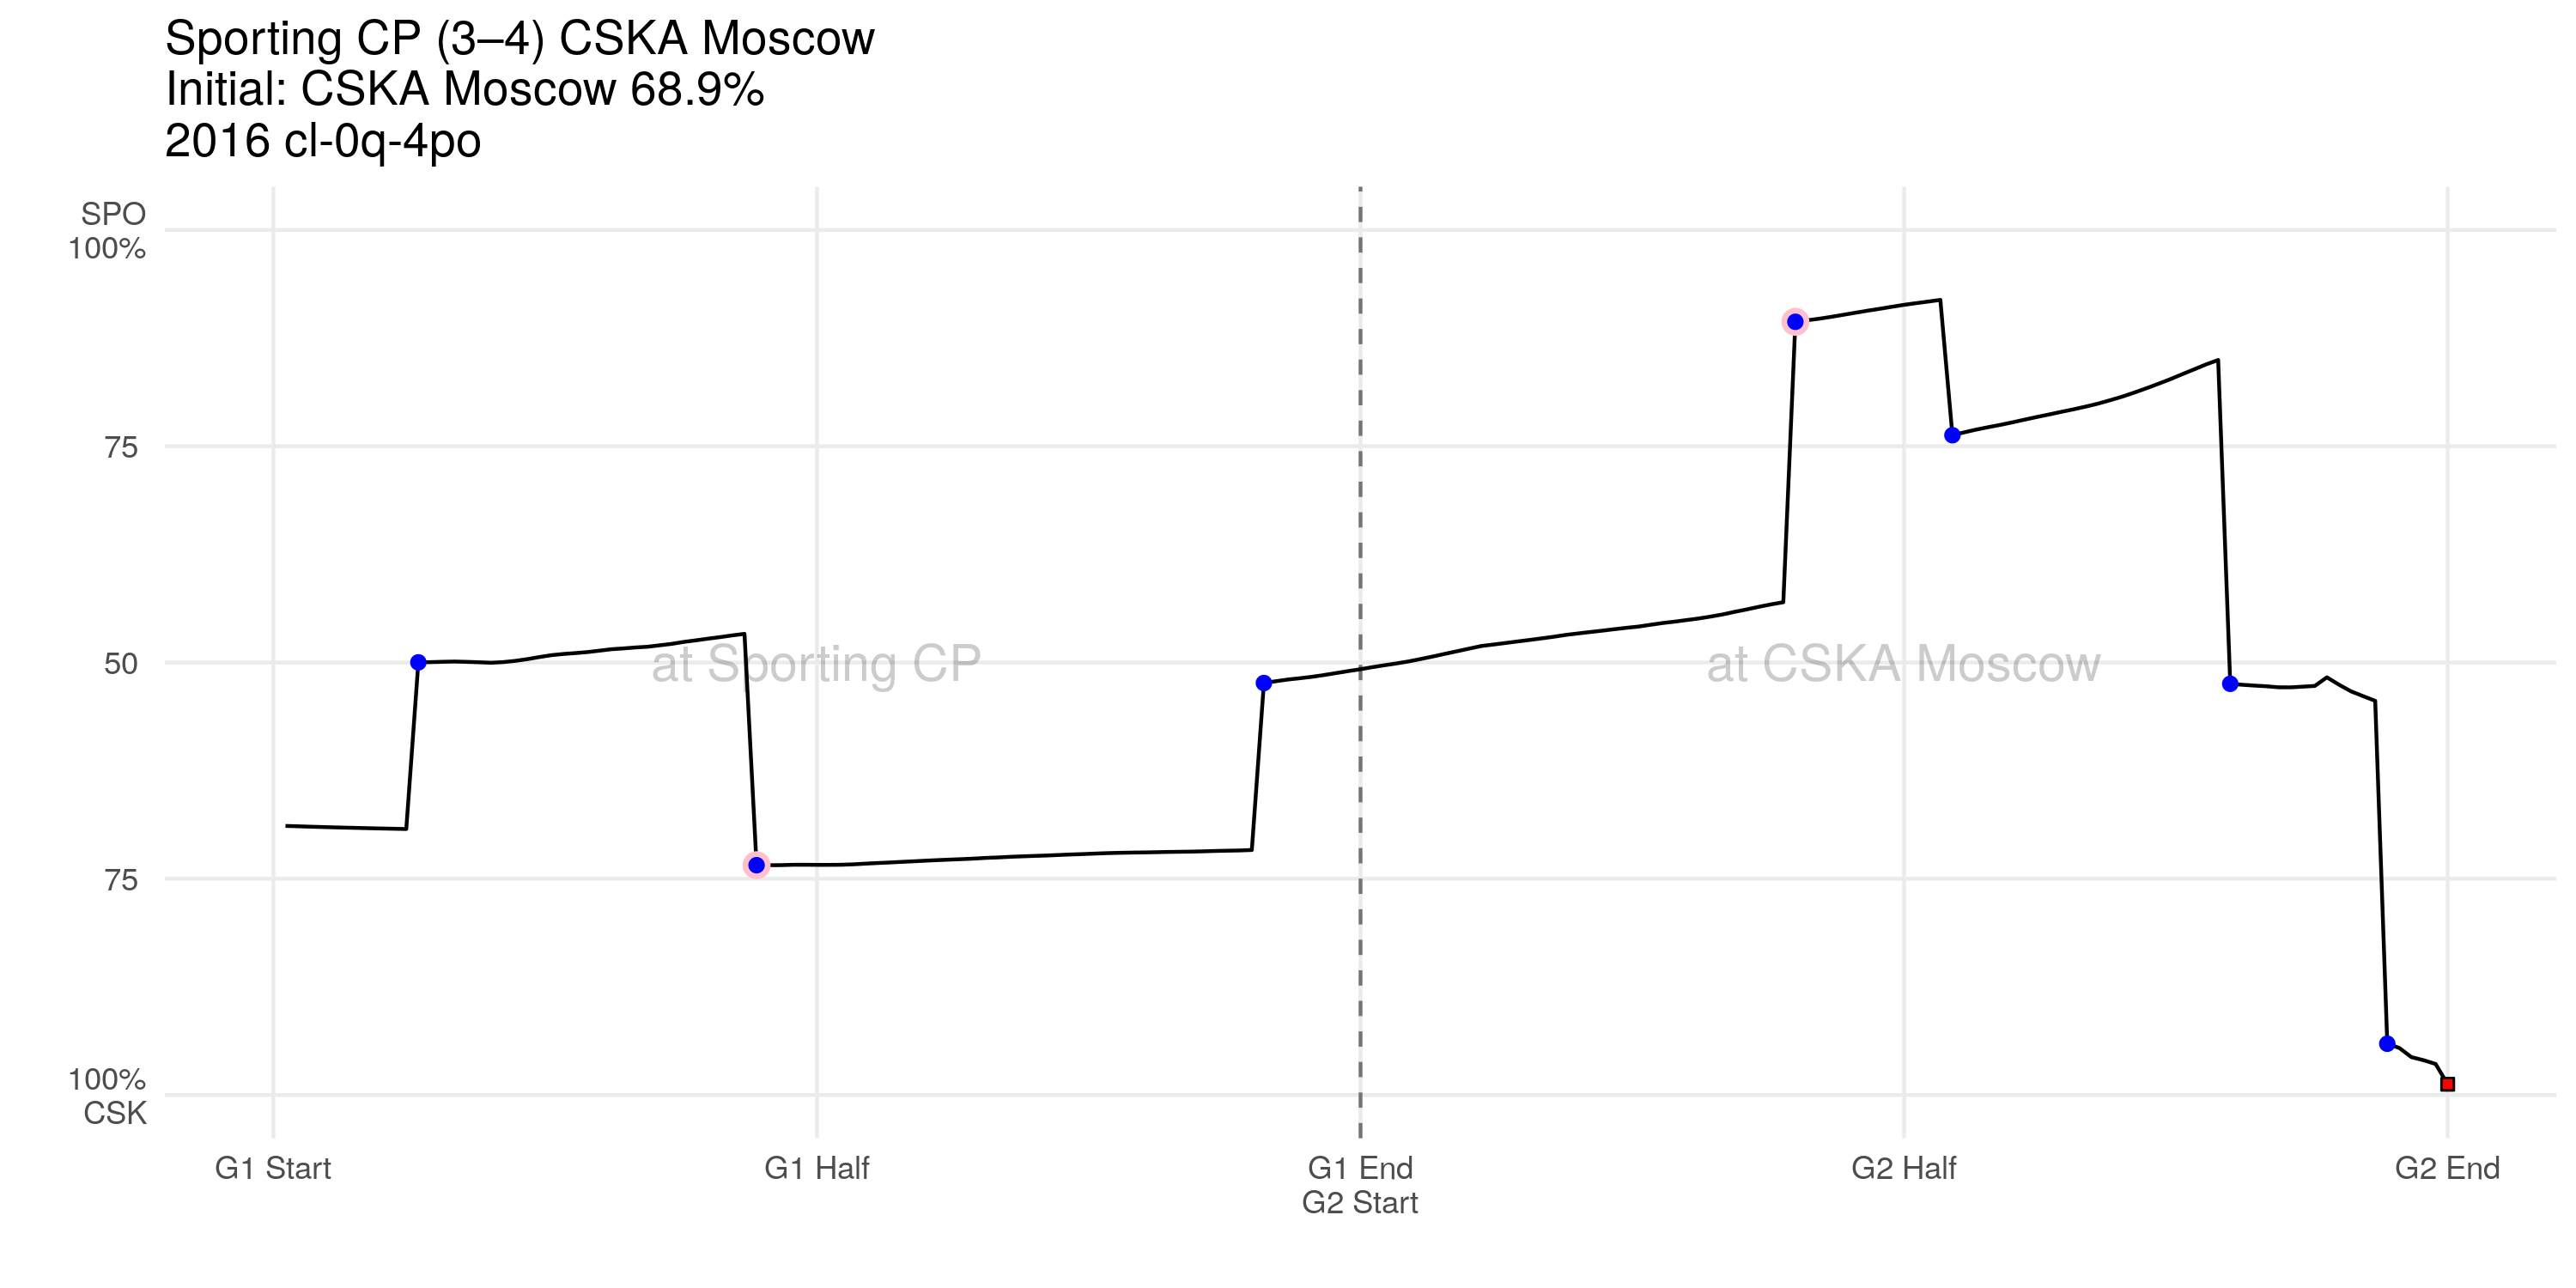 Sporting CP (3–4) CSKA Moscow
Initial: CSKA Moscow 68.9%
2016 cl-0q-4po
SPO
100%
75
50
75
100%
CSK
at Sporting CP
at CSKA Moscow
G1 Start
G1 Half
G1 End
G2 Start
G2 Half
G2 End